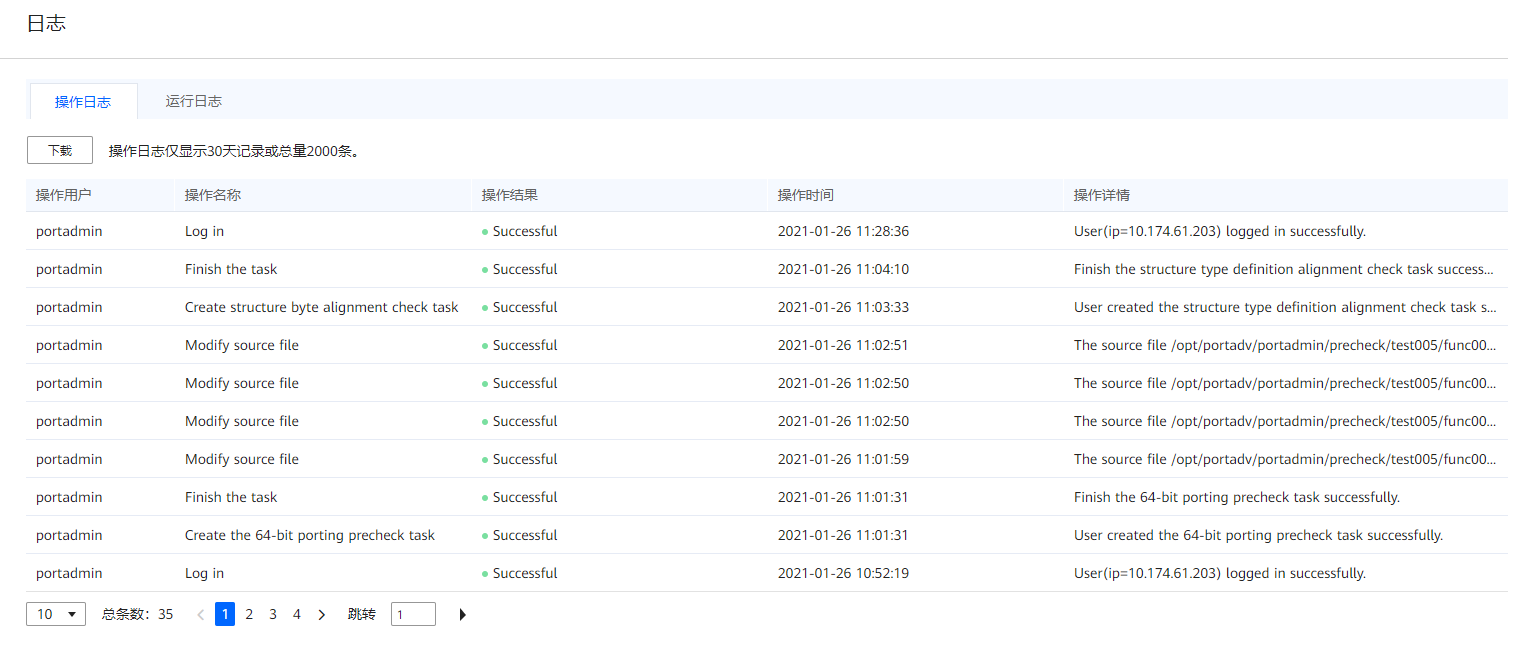 日志
操作日志 运行日志
下载 操作日志仅显示30天记录或总量2000条。
操作用户 操作名称 操作结果 操作时间 操作详情
portadmin Log in Successful 2021-01-26 11:28:36 User(ip=10.174.61.203) logged in successfully.
portadmin Finish the task Successful 2021-01-26 11:04:10 Finish the structure type definition alignment check task success...
portadmin Create structure byte alignment check task Successful 2021-01-26 11:03:33 User created the structure type definition alignment check task s...
portadmin Modify source file Successful 2021-01-26 11:02:51 The source file /opt/portadv/portadmin/precheck/test005/func00...
portadmin Modify source file Successful 2021-01-26 11:02:50 The source file /opt/portadv/portadmin/precheck/test005/func00...
portadmin Modify source file Successful 2021-01-26 11:02:50 The source file /opt/portadv/portadmin/precheck/test005/func00...
portadmin Modify source file Successful 2021-01-26 11:01:59 The source file /opt/portadv/portadmin/precheck/test005/func00...
portadmin Finish the task Successful 2021-01-26 11:01:31 Finish the 64-bit porting precheck task successfully.
portadmin Create the 64-bit porting precheck task Successful 2021-01-26 11:01:31 User created the 64-bit porting precheck task successfully.
portadmin Log in Successful 2021-01-26 10:52:19 User(ip=10.174.61.203) logged in successfully.
10 总条数：35 1 2 3 4 跳转 1